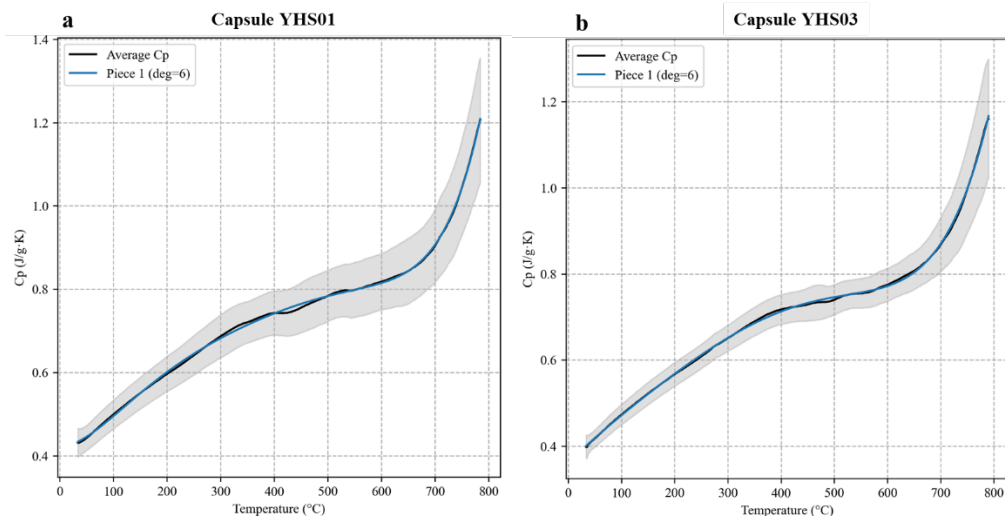 a
Capsule YHS01
Average Cp
Piece 1 (deg=6)
Cp (J/g·K)
1.4
1.2
1.0
0.8
0.6
0.4
0
100
200
300
400
500
600
700
800
Temperature (°C)
b
Capsule YHS03
Average Cp
Piece 1 (deg=6)
Cp (J/g·K)
1.2
1.0
0.8
0.6
0.4
0
100
200
300
400
500
600
700
800
Temperature (°C)